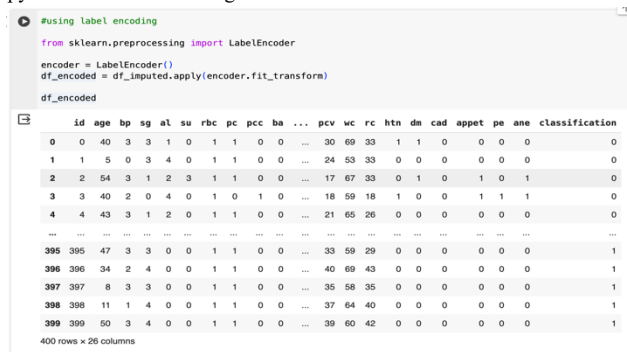 #using label encoding
from sklearn.preprocessing import LabelEncoder
encoder = LabelEncoder()
df_encoded = df_imputed.apply(encoder.fit_transform)
df_encoded
id age bp sg al su rbc pc pcc ba ... pcv wc rc htn dm cad appet pe ane classification
0 0 40 3 3 1 0 1 1 0 0 ... 30 69 33 1 1 0 0 0 0 0
1 1 5 0 3 4 0 1 1 0 0 ... 24 53 33 0 0 0 0 0 0 0
2 2 54 3 1 2 3 1 1 0 0 ... 17 67 33 0 1 0 1 0 1 0
3 3 40 2 0 4 0 1 0 1 0 ... 18 59 18 1 0 0 1 1 1 0
4 4 43 3 1 2 0 1 1 0 0 ... 21 65 26 0 0 0 0 0 0 0
... ... ... ... ... ... ... ... ... ... ... ... ... ... ... ... ... ... ... ... ... ...
395 395 47 3 3 0 0 1 1 0 0 ... 33 59 29 0 0 0 0 0 0 1
396 396 34 2 4 0 0 1 1 0 0 ... 40 69 43 0 0 0 0 0 0 1
397 397 8 3 3 0 0 1 1 0 0 ... 35 58 35 0 0 0 0 0 0 1
398 398 11 1 4 0 0 1 1 0 0 ... 37 64 40 0 0 0 0 0 0 1
399 399 50 3 4 0 0 1 1 0 0 ... 39 60 42 0 0 0 0 0 0 1
400 rows × 26 columns